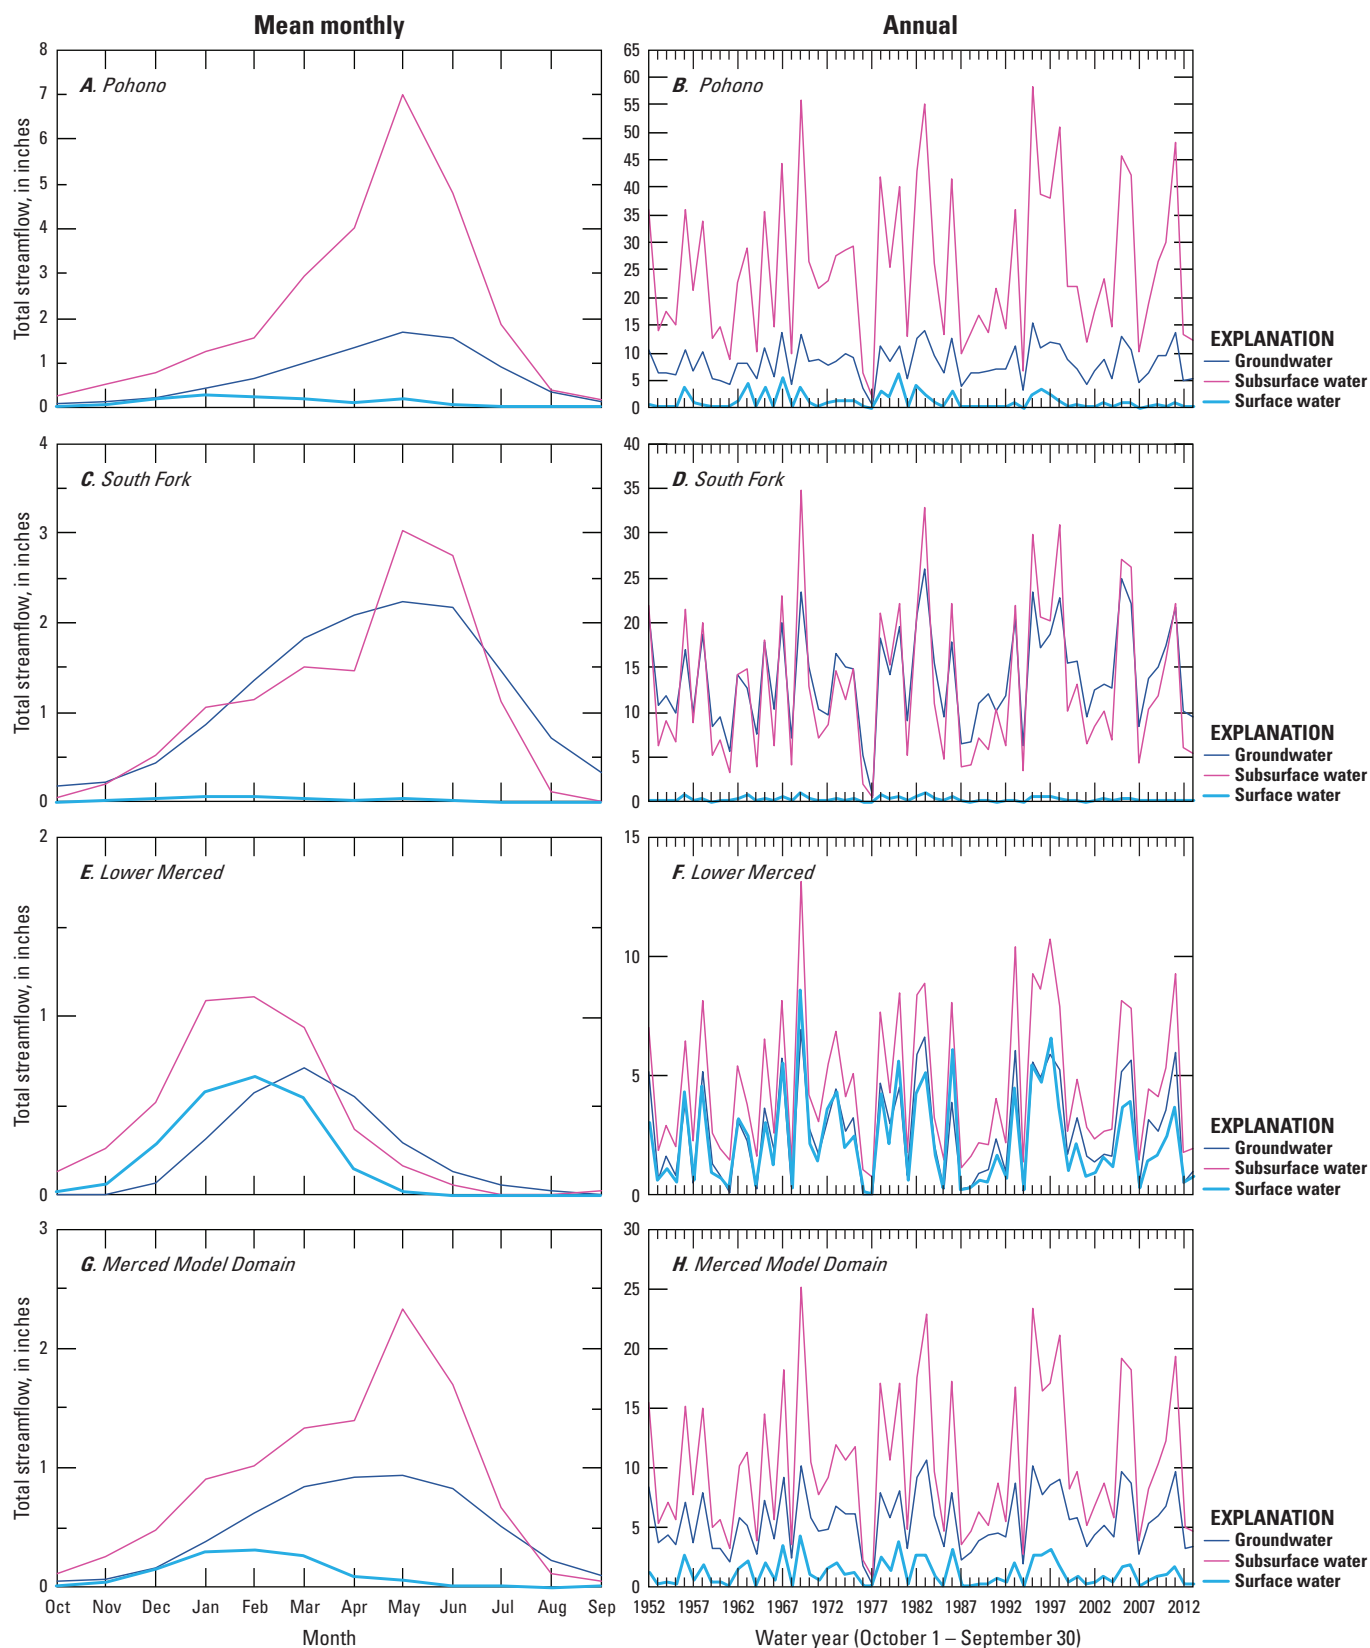 Mean monthly
Annual
Total streamflow, in inches
8
7
6
5
4
3
2
1
0
A. Pohono
65
60
55
50
45
40
35
30
25
20
15
10
5
0
B. Pohono
EXPLANATION
Groundwater
Subsurface water
Surface water
Total streamflow, in inches
4
3
2
1
0
C. South Fork
40
35
30
25
20
15
10
5
0
D. South Fork
EXPLANATION
Groundwater
Subsurface water
Surface water
Total streamflow, in inches
2
1
0
E. Lower Merced
15
10
5
0
F. Lower Merced
EXPLANATION
Groundwater
Subsurface water
Surface water
Total streamflow, in inches
3
2
1
0
G. Merced Model Domain
30
25
20
15
10
5
0
H. Merced Model Domain
EXPLANATION
Groundwater
Subsurface water
Surface water
Oct Nov Dec Jan Feb Mar Apr May Jun Jul Aug Sep
Month
1952 1957 1962 1967 1972 1977 1982 1987 1992 1997 2002 2007 2012
Water year (October 1 – September 30)